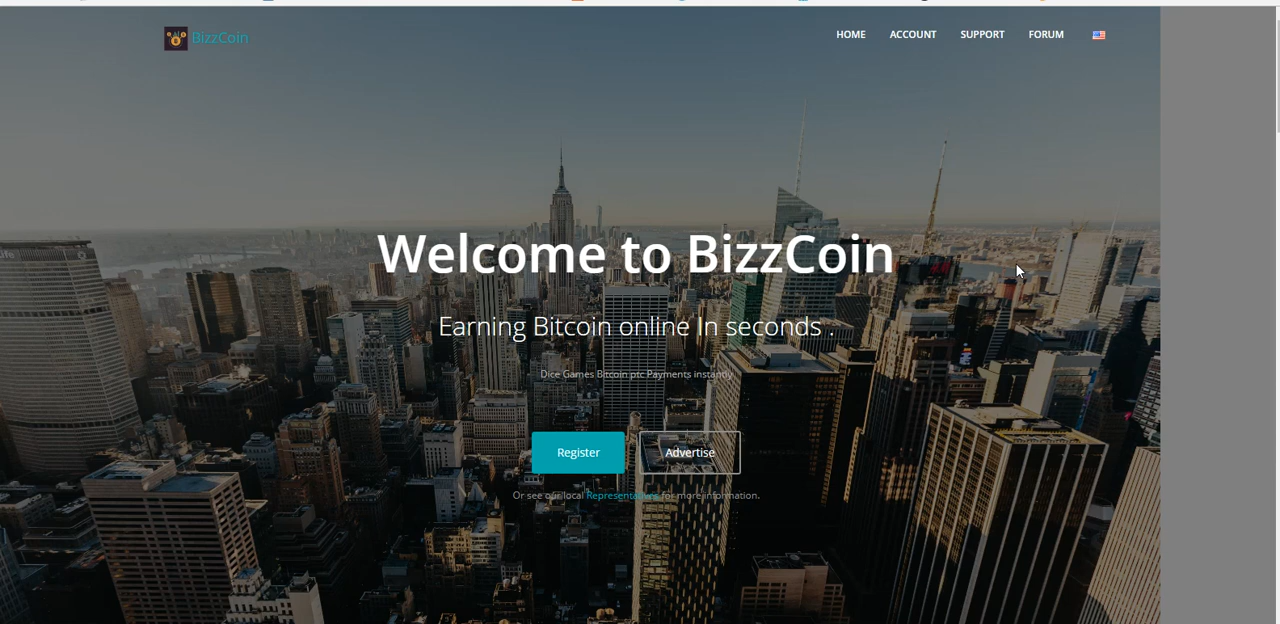 BizzCoin
HOME ACCOUNT SUPPORT FORUM
Welcome to BizzCoin
Earning Bitcoin online In seconds .
Dice Games Bitcoin ptc Payments instantly
Register Advertise
Or see our local Representatives for more information.